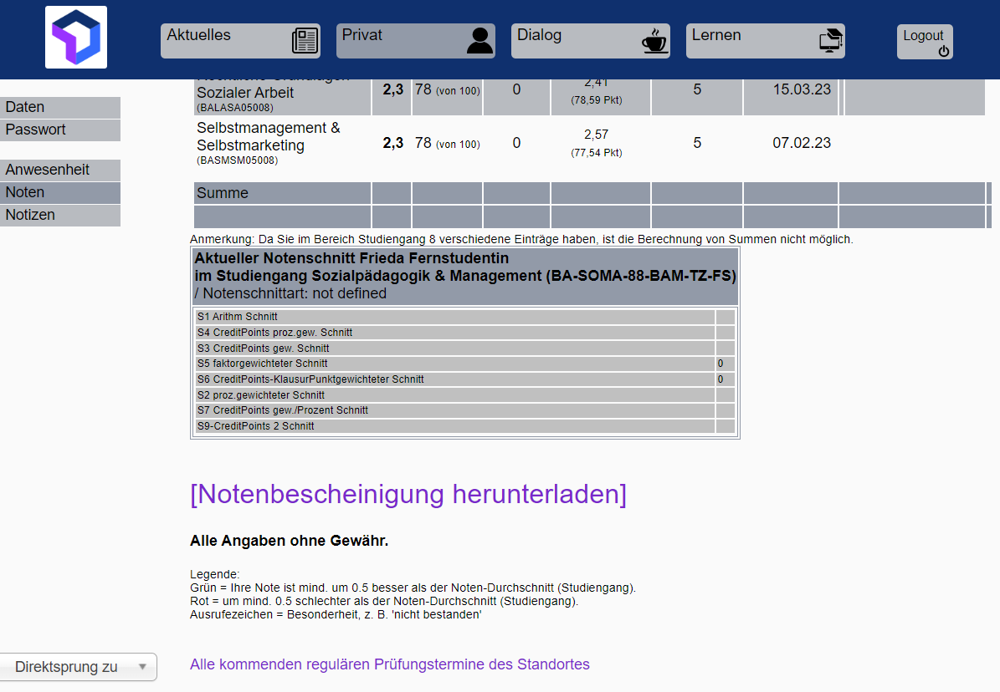 Aktuelles
Privat
Dialog
Lernen
Logout
Daten
Passwort
Anwesenheit
Noten
Notizen
Rechtliche Grundlagen
Sozialer Arbeit
(BALASA05008)
2,3
78 (von 100)
0
2,41
(78,59 Pkt)
5
15.03.23
Selbstmanagement &
Selbstmarketing
(BASMSM05008)
2,3
78 (von 100)
0
2,57
(77,54 Pkt)
5
07.02.23
Summe
Anmerkung: Da Sie im Bereich Studiengang 8 verschiedene Einträge haben, ist die Berechnung von Summen nicht möglich.
Aktueller Notenschnitt Frieda Fernstudentin
im Studiengang Sozialpädagogik & Management (BA-SOMA-88-BAM-TZ-FS)
/ Notenschnittart: not defined
S1 Arithm Schnitt
S4 CreditPoints proz.gew. Schnitt
S3 CreditPoints gew. Schnitt
S5 faktorgewichteter Schnitt 0
S6 CreditPoints-KlausurPunktgewichteter Schnitt 0
S2 proz.gewichteter Schnitt
S7 CreditPoints gew./Prozent Schnitt
S9-CreditPoints 2 Schnitt
[Notenbescheinigung herunterladen]
Alle Angaben ohne Gewähr.
Legende:
Grün = Ihre Note ist mind. um 0.5 besser als der Noten-Durchschnitt (Studiengang).
Rot = um mind. 0.5 schlechter als der Noten-Durchschnitt (Studiengang).
Ausrufezeichen = Besonderheit, z. B. 'nicht bestanden'
Direktsprung zu
Alle kommenden regulären Prüfungstermine des Standortes